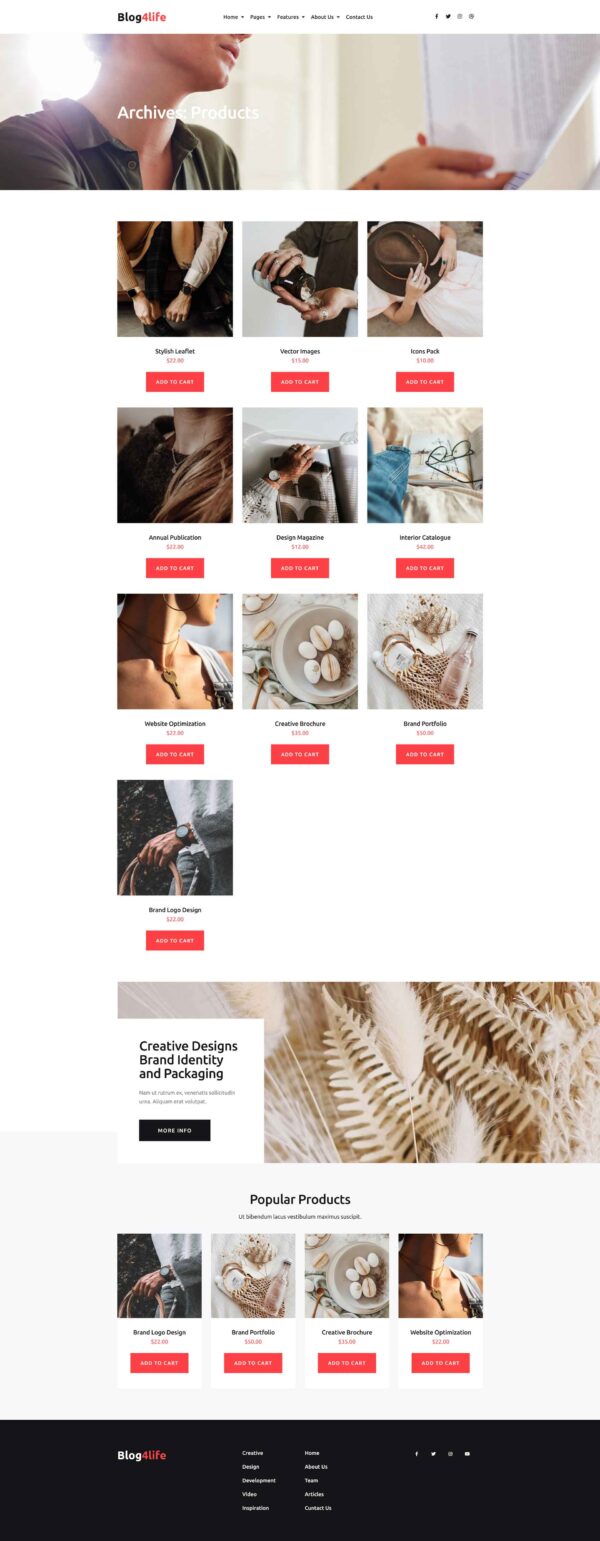 Blog4life
Home Pages Features About Us Contact Us
Archives: Products
Stylish Leaflet
$22.00
ADD TO CART
Vector Images
$15.00
ADD TO CART
Icons Pack
$10.00
ADD TO CART
Annual Publication
$22.00
ADD TO CART
Design Magazine
$12.00
ADD TO CART
Interior Catalogue
$42.00
ADD TO CART
Website Optimization
$22.00
ADD TO CART
Creative Brochure
$35.00
ADD TO CART
Brand Portfolio
$50.00
ADD TO CART
Brand Logo Design
$22.00
ADD TO CART
Creative Designs
Brand Identity
and Packaging
Nam ut rutrum ex, venenatis sollicitudin
urna. Aliquam erat volutpat.
MORE INFO
Popular Products
Ut bibendum lacus vestibulum maximus suscipit.
Brand Logo Design
$22.00
ADD TO CART
Brand Portfolio
$50.00
ADD TO CART
Creative Brochure
$35.00
ADD TO CART
Website Optimization
$22.00
ADD TO CART
Blog4life
Creative
Design
Development
Video
Inspiration
Home
About Us
Team
Articles
Contact Us